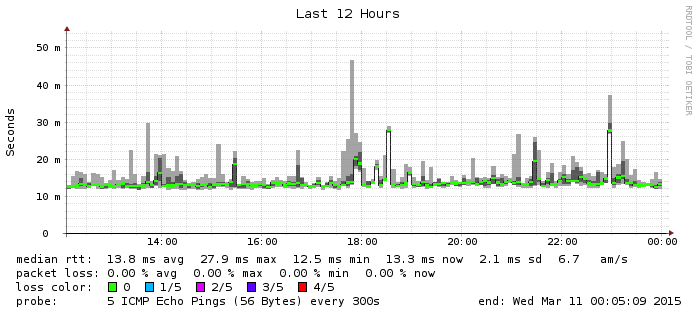 Last 12 Hours
RRDTOOL / TOBI OETIKER
Seconds
50 m
40 m
30 m
20 m
10 m
0
14:00 16:00 18:00 20:00 22:00 00:00
median rtt: 13.8 ms avg 27.9 ms max 12.5 ms min 13.3 ms now 2.1 ms sd 6.7 am/s
packet loss: 0.00 % avg 0.00 % max 0.00 % min 0.00 % now
loss color: 0 1/5 2/5 3/5 4/5
probe: 5 ICMP Echo Pings (56 Bytes) every 300s end: Wed Mar 11 00:05:09 2015